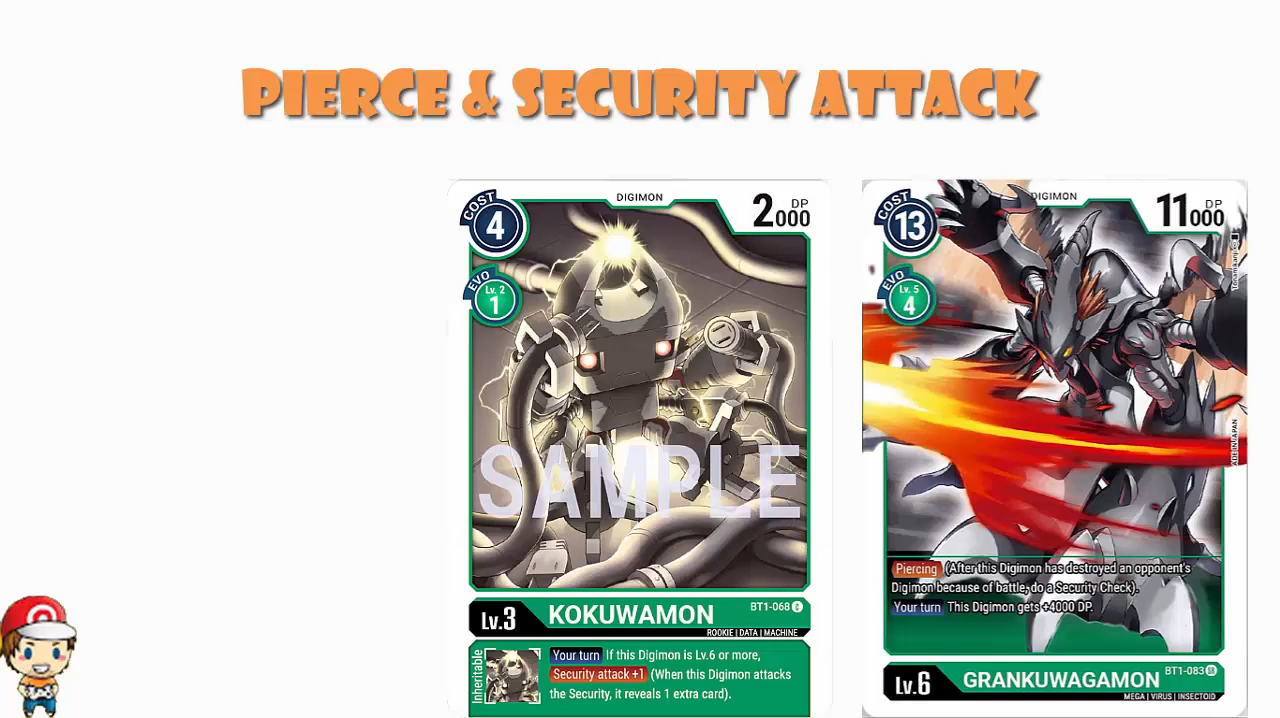 PIERCE & SECURITY ATTACK
COST
4
DIGIMON
2000
DP
EVO
Lv.2
1
SAMPLE
Lv.3
KOKUWAMON
BT1-068 C
ROOKIE | DATA | MACHINE
Inheritable
Your turn If this Digimon is Lv.6 or more,
Security attack +1 (When this Digimon attacks
the Security, it reveals 1 extra card).
COST
13
DIGIMON
11000
DP
EVO
Lv.5
4
Piercing (After this Digimon has destroyed an opponent's
Digimon because of battle, do a Security Check).
Your turn This Digimon gets +4000 DP.
Lv.6
GRANKUWAGAMON
BT1-083
MEGA | VIRUS | INSECTOID